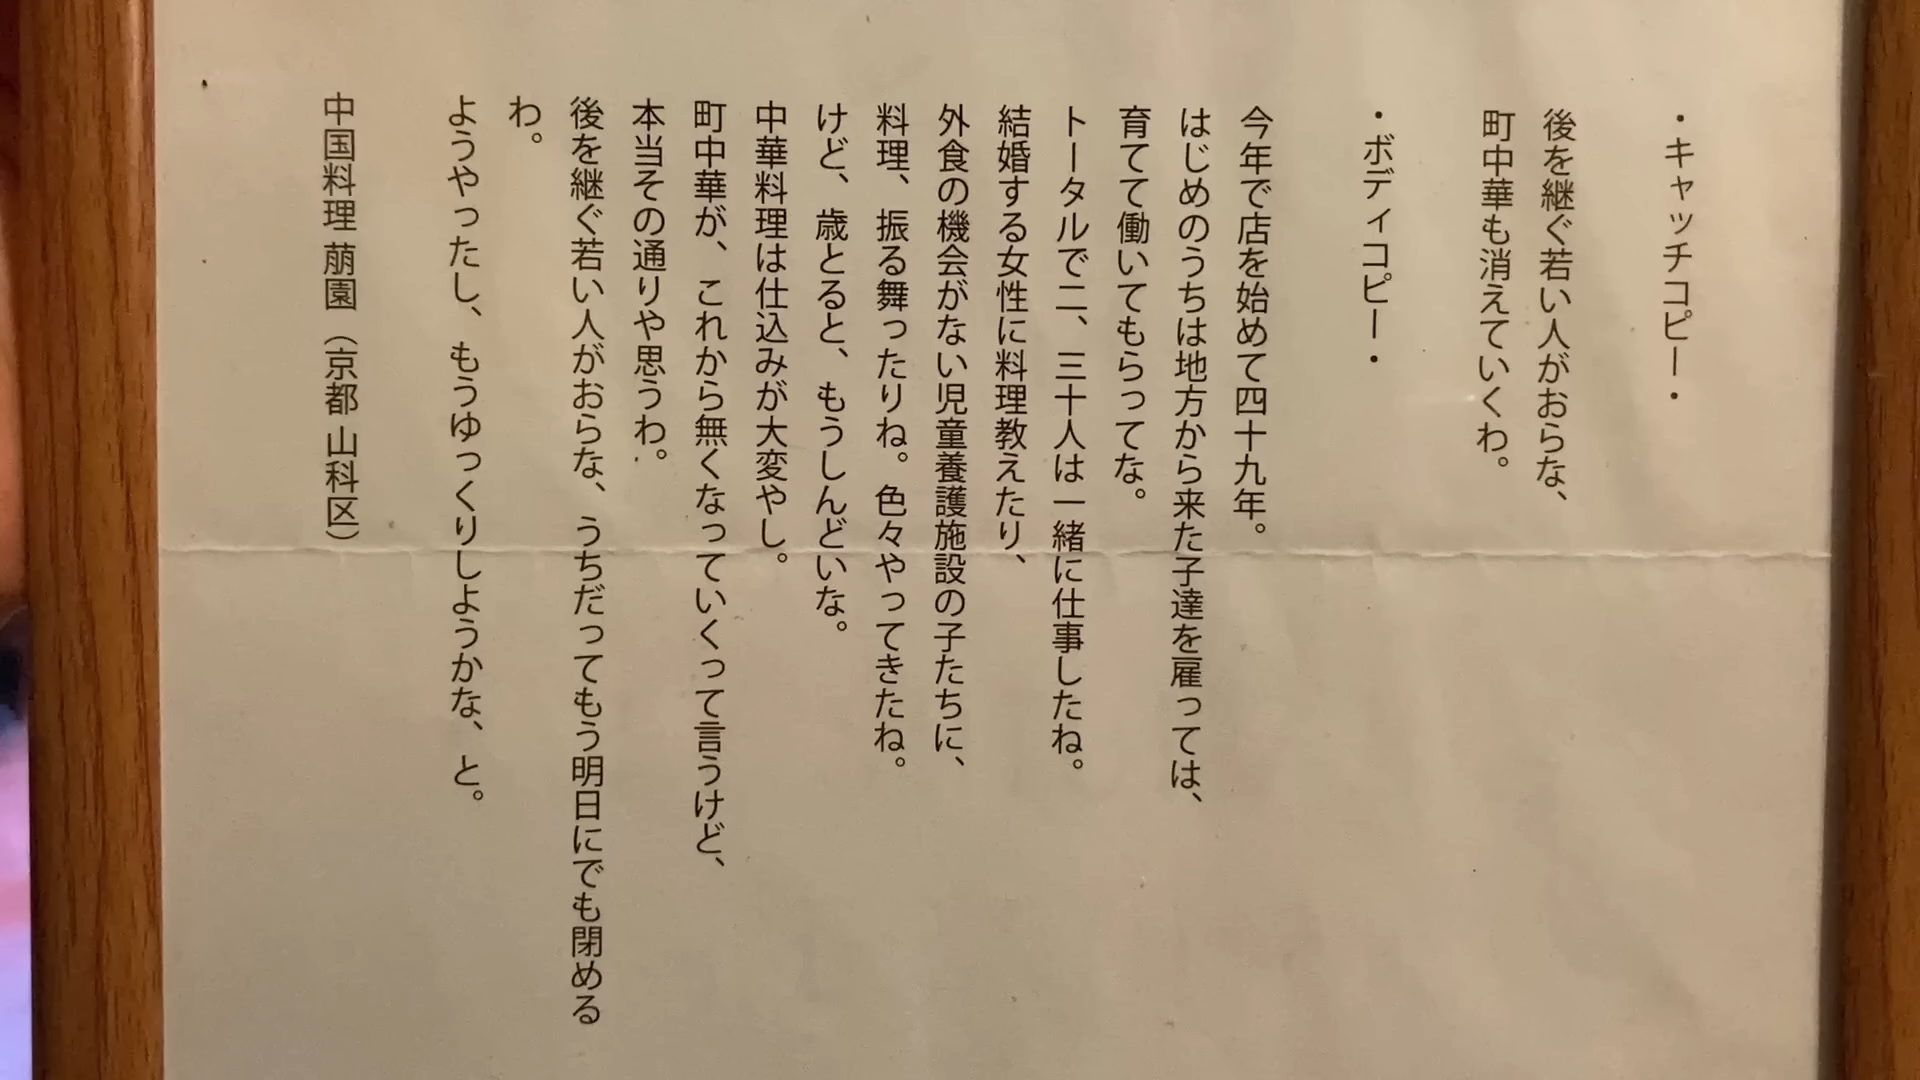 ・キャッチコピー・
後を継ぐ若い人がおらな、
町中華も消えていくわ。
・ボディコピー・
今年で店を始めて四十九年。
はじめのうちは地方から来た子達を雇っては、
育てて働いてもらってな。
トータルで二、三十人は一緒に仕事したね。
結婚する女性に料理教えたり、
外食の機会がない児童養護施設の子たちに、
料理、振る舞ったりね。色々やってきたね。
けど、歳とると、もうしんどいな。
中華料理は仕込みが大変やし。
町中華が、これから無くなっていくって言うけど、
本当その通りや思うわ。
後を継ぐ若い人がおらな、うちだってもう明日にでも閉める
わ。
ようやったし、もうゆっくりしようかな、と。
中国料理 萠園（京都 山科区）